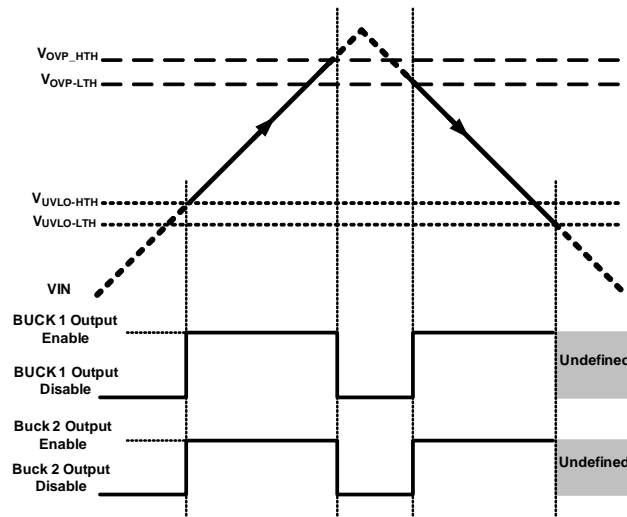 VOVP_HTH
VOVP-LTH
VUVLO-HTH
VUVLO-LTH
VIN
BUCK 1 Output
Enable
BUCK 1 Output
Disable
Undefined
Buck 2 Output
Enable
Buck 2 Output
Disable
Undefined